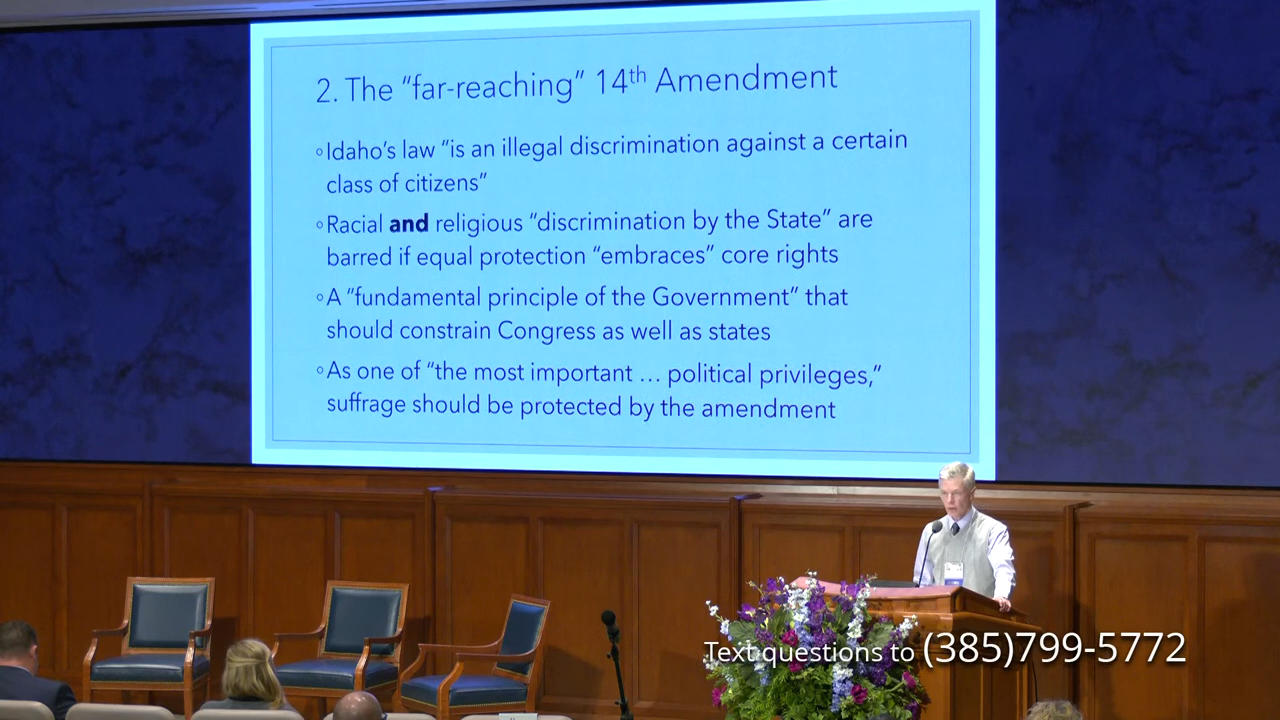 2. The “far-reaching” 14th Amendment
◦Idaho’s law “is an illegal discrimination against a certain
class of citizens”
◦Racial and religious “discrimination by the State” are
barred if equal protection “embraces” core rights
◦A “fundamental principle of the Government” that
should constrain Congress as well as states
◦As one of “the most important … political privileges,”
suffrage should be protected by the amendment
Text questions to (385)799-5772